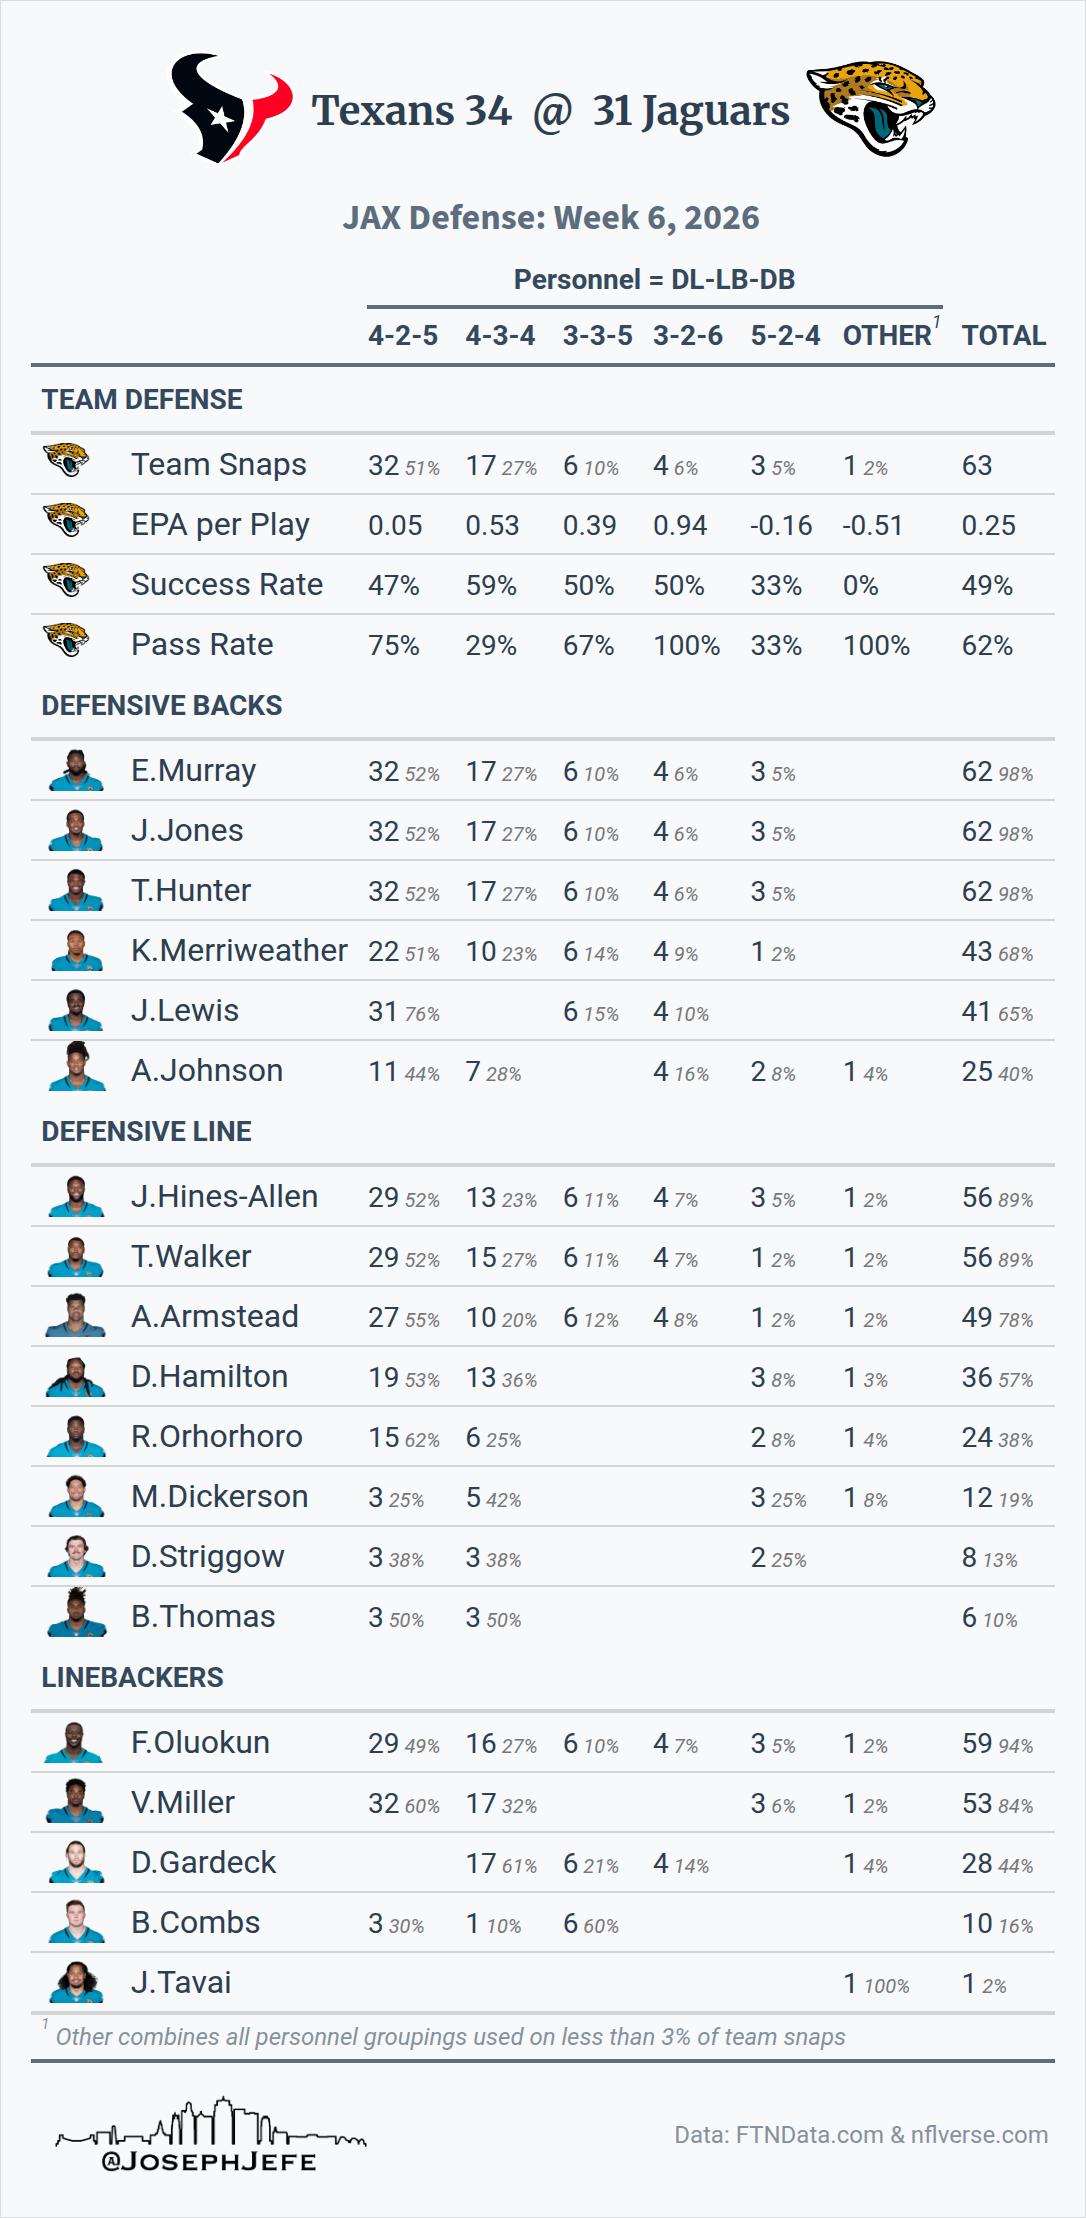 Texans 34 @ 31 Jaguars
JAX Defense: Week 6, 2026
Personnel = DL-LB-DB
4-2-5 4-3-4 3-3-5 3-2-6 5-2-4 OTHER¹ TOTAL
TEAM DEFENSE
Team Snaps 32 51% 17 27% 6 10% 4 6% 3 5% 1 2% 63
EPA per Play 0.05 0.53 0.39 0.94 -0.16 -0.51 0.25
Success Rate 47% 59% 50% 50% 33% 0% 49%
Pass Rate 75% 29% 67% 100% 33% 100% 62%
DEFENSIVE BACKS
E.Murray 32 52% 17 27% 6 10% 4 6% 3 5% 62 98%
J.Jones 32 52% 17 27% 6 10% 4 6% 3 5% 62 98%
T.Hunter 32 52% 17 27% 6 10% 4 6% 3 5% 62 98%
K.Merriweather 22 51% 10 23% 6 14% 4 9% 1 2% 43 68%
J.Lewis 31 76% 6 15% 4 10% 41 65%
A.Johnson 11 44% 7 28% 4 16% 2 8% 1 4% 25 40%
DEFENSIVE LINE
J.Hines-Allen 29 52% 13 23% 6 11% 4 7% 3 5% 1 2% 56 89%
T.Walker 29 52% 15 27% 6 11% 4 7% 1 2% 1 2% 56 89%
A.Armstead 27 55% 10 20% 6 12% 4 8% 1 2% 1 2% 49 78%
D.Hamilton 19 53% 13 36% 3 8% 1 3% 36 57%
R.Orhorhoro 15 62% 6 25% 2 8% 1 4% 24 38%
M.Dickerson 3 25% 5 42% 3 25% 1 8% 12 19%
D.Striggow 3 38% 3 38% 2 25% 8 13%
B.Thomas 3 50% 3 50% 6 10%
LINEBACKERS
F.Oluokun 29 49% 16 27% 6 10% 4 7% 3 5% 1 2% 59 94%
V.Miller 32 60% 17 32% 3 6% 1 2% 53 84%
D.Gardeck 17 61% 6 21% 4 14% 1 4% 28 44%
B.Combs 3 30% 1 10% 6 60% 10 16%
J.Tavai 1 100% 1 2%
¹ Other combines all personnel groupings used on less than 3% of team snaps
@JosephJefe
Data: FTNData.com & nflverse.com